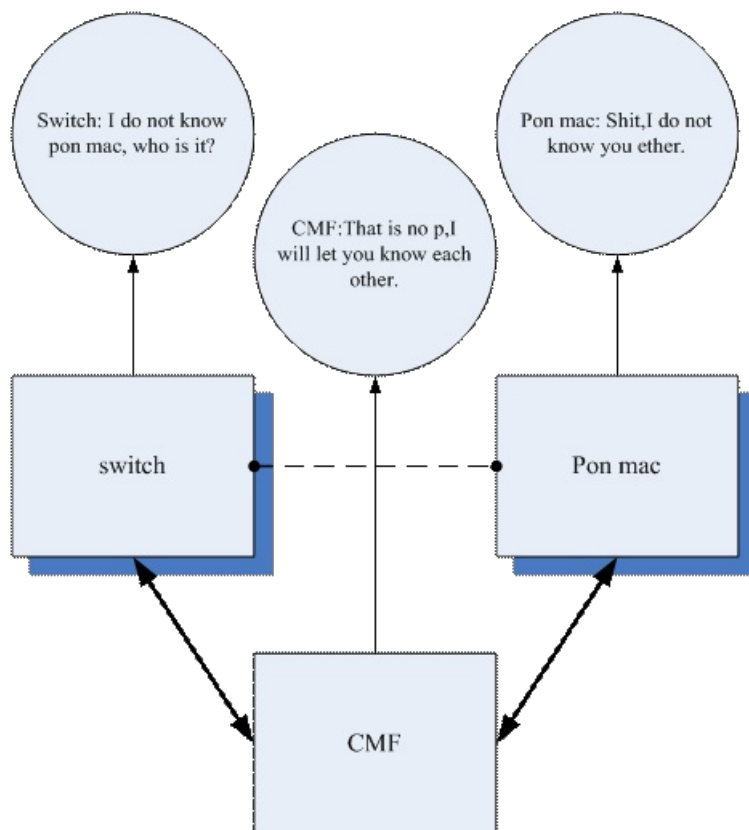 Switch: I do not know
pon mac, who is it?
Pon mac: Shit,I do not
know you ether.
CMF:That is no p,I
will let you know each
other.
switch
Pon mac
CMF